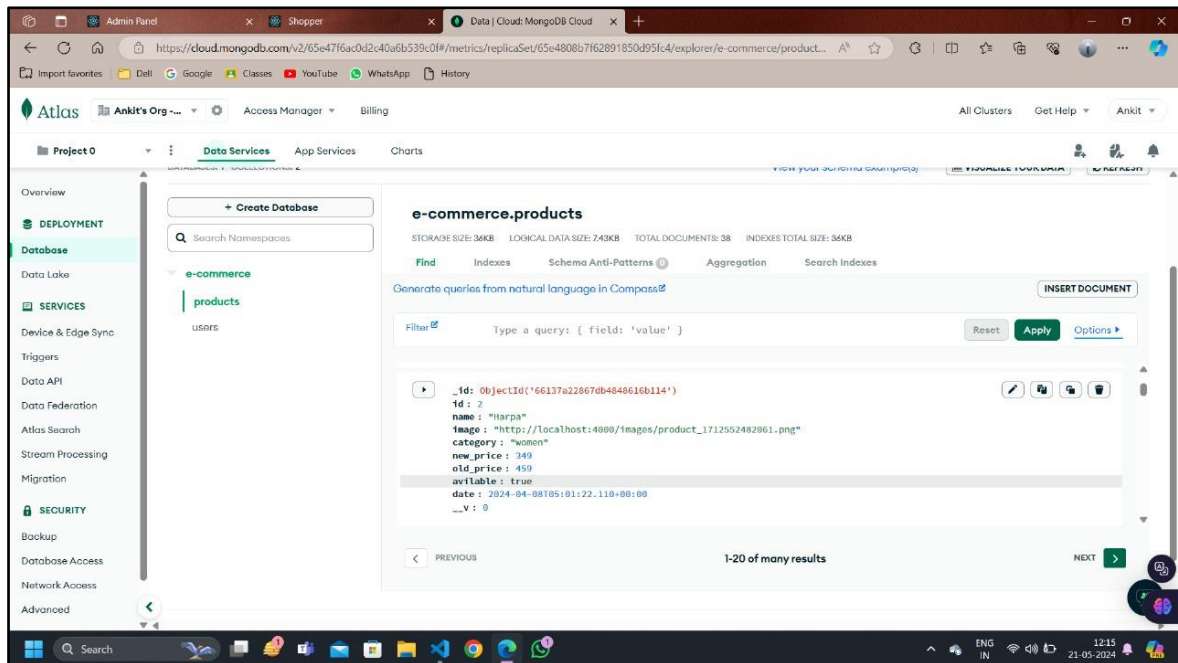 Admin Panel
Shopper
Data | Cloud: MongoDB Cloud
https://cloud.mongodb.com/v2/65e47f6ac0d2c40a6b539c0f#/metrics/replicaSet/65e4808b7f62891850d95fc4/explorer/e-commerce/product...
Import favorites
Dell
Google
Classes
YouTube
WhatsApp
History
Atlas
Ankit's Org -...
Access Manager
Billing
All Clusters
Get Help
Ankit
Project 0
Data Services
App Services
Charts
View your schema example(s)
VISUALIZE YOUR DATA
REFRESH
Overview
DEPLOYMENT
Database
Data Lake
SERVICES
Device & Edge Sync
Triggers
Data API
Data Federation
Atlas Search
Stream Processing
Migration
SECURITY
Backup
Database Access
Network Access
Advanced
+ Create Database
Search Namespaces
e-commerce
products
users
e-commerce.products
STORAGE SIZE: 36KB LOGICAL DATA SIZE: 7.43KB TOTAL DOCUMENTS: 38 INDEXES TOTAL SIZE: 36KB
Find
Indexes
Schema Anti-Patterns 0
Aggregation
Search Indexes
Generate queries from natural language in Compass
INSERT DOCUMENT
Filter
Type a query: { field: 'value' }
Reset
Apply
Options
_id: ObjectId('66137a22867db4848616b114')
id : 2
name : "Harpa"
image : "http://localhost:4000/images/product_1712552482061.png"
category : "women"
new_price : 349
old_price : 459
avilable : true
date : 2024-04-08T05:01:22.110+00:00
__v : 0
PREVIOUS
1-20 of many results
NEXT
Search
ENG
IN
12:15
21-05-2024